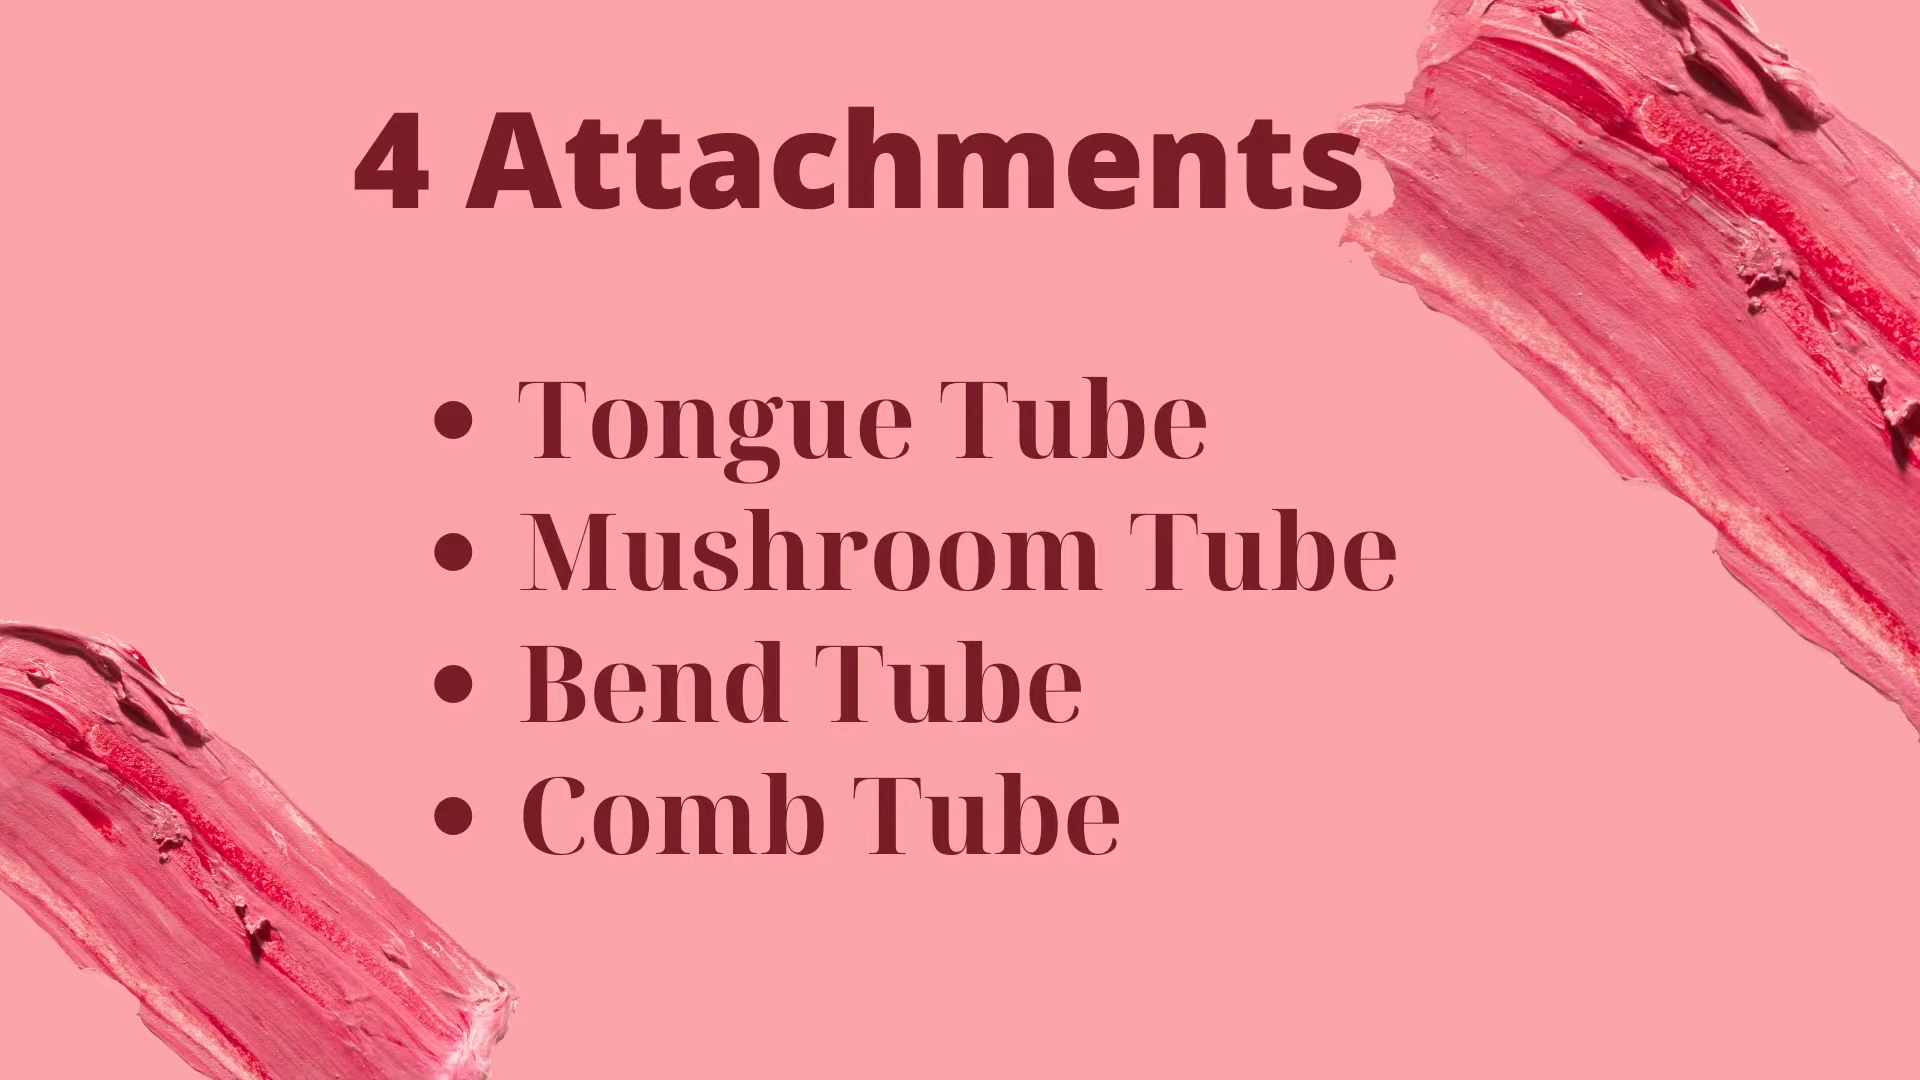 4 Attachments
• Tongue Tube
• Mushroom Tube
• Bend Tube
• Comb Tube